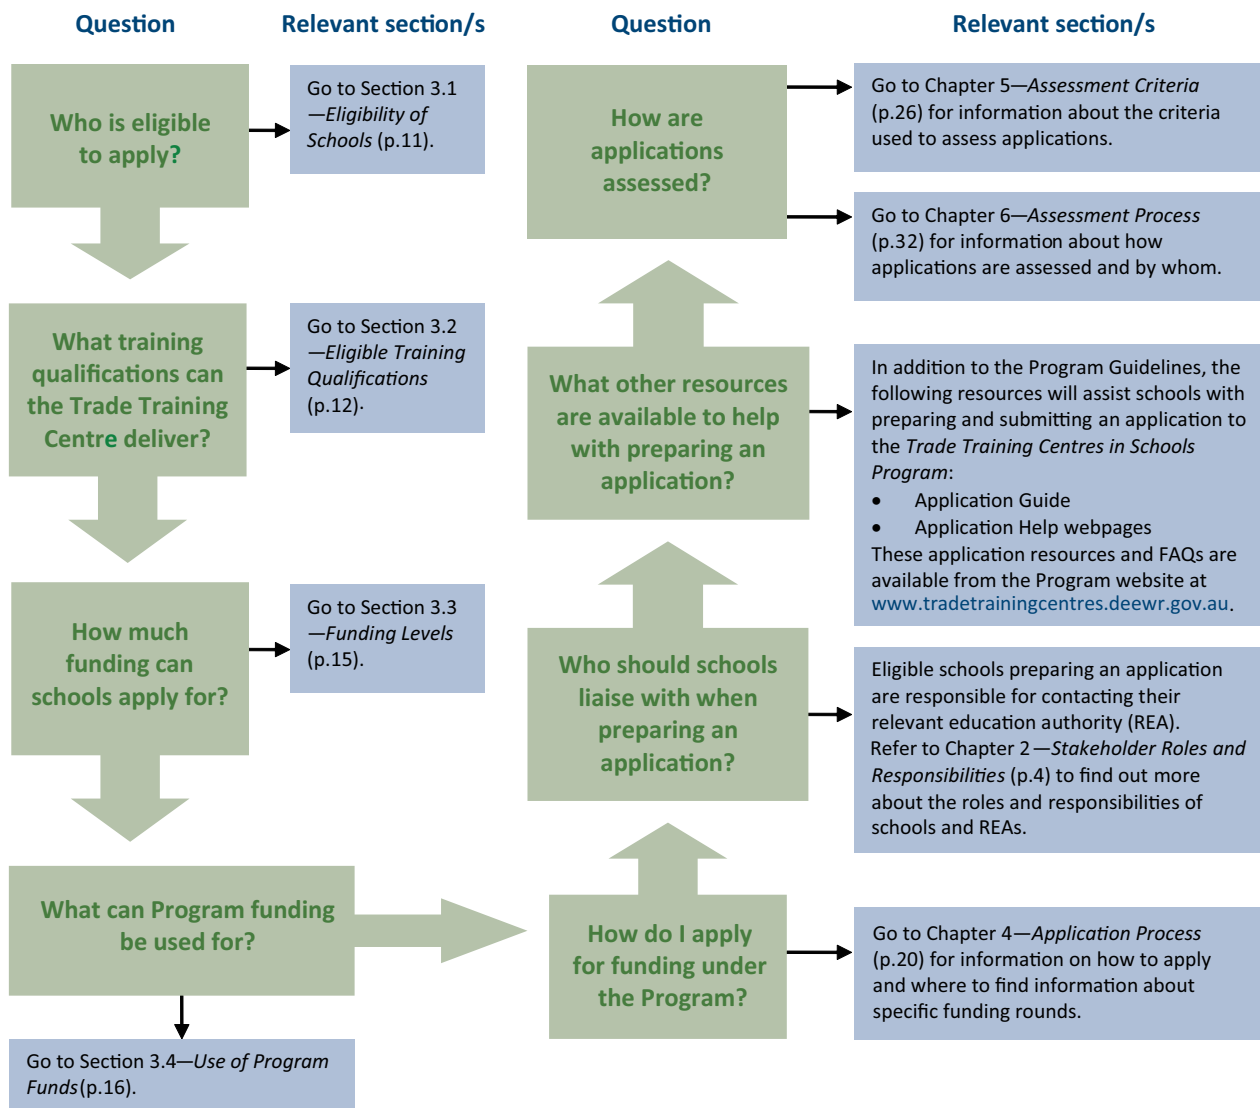 Question
Relevant section/s
Who is eligible
to apply?
Go to Section 3.1
—Eligibility of
Schools (p.11).
What training
qualifications can
the Trade Training
Centre deliver?
Go to Section 3.2
—Eligible Training
Qualifications
(p.12).
How much
funding can
schools apply for?
Go to Section 3.3
—Funding Levels
(p.15).
What can Program funding
be used for?
Go to Section 3.4—Use of Program
Funds(p.16).
Question
Relevant section/s
How are
applications
assessed?
Go to Chapter 5—Assessment Criteria
(p.26) for information about the criteria
used to assess applications.
Go to Chapter 6—Assessment Process
(p.32) for information about how
applications are assessed and by whom.
What other resources
are available to help
with preparing an
application?
In addition to the Program Guidelines, the
following resources will assist schools with
preparing and submitting an application to
the Trade Training Centres in Schools
Program:
• Application Guide
• Application Help webpages
These application resources and FAQs are
available from the Program website at
www.tradetrainingcentres.deewr.gov.au.
Who should schools
liaise with when
preparing an
application?
Eligible schools preparing an application
are responsible for contacting their
relevant education authority (REA).
Refer to Chapter 2—Stakeholder Roles and
Responsibilities (p.4) to find out more
about the roles and responsibilities of
schools and REAs.
How do I apply
for funding under
the Program?
Go to Chapter 4—Application Process
(p.20) for information on how to apply
and where to find information about
specific funding rounds.